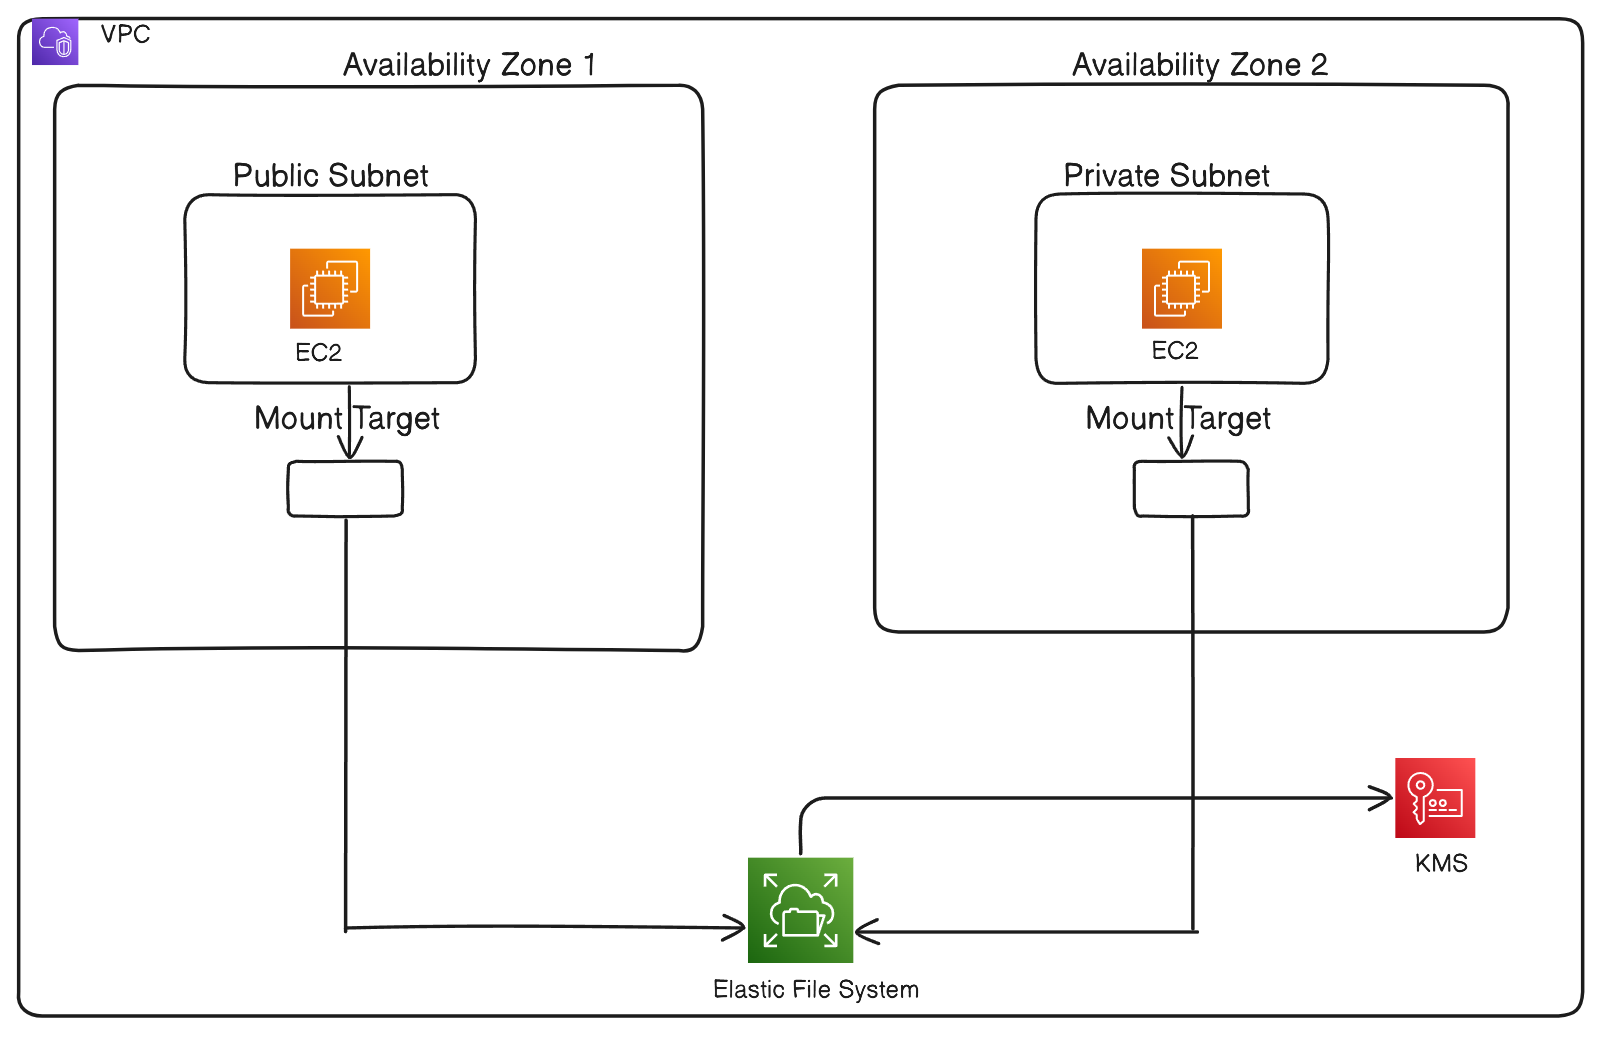 VPC
Availability Zone 1
Availability Zone 2
Public Subnet
Private Subnet
EC2
EC2
Mount Target
Mount Target
KMS
Elastic File System